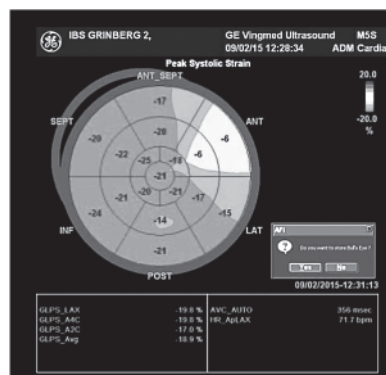 IBS GRINBERG 2,
GE Vingmed Ultrasound M5S
09/02/15 12:28:34 ADM Cardia
Peak Systolic Strain
ANT_SEPT
20.0
-20.0
%
SEPT
ANT
-17
-20
-6
-28
-22
-6
-25
-18
-21
-21
-20
-21
-17
-24
-15
-14
-21
INF
LAT
POST
AFI
Do you want to store Bull's Eye ?
Yes No
09/02/2015-12:31:13
GLPS_LAX -19.8 %
GLPS_A4C -19.8 %
GLPS_A2C -17.0 %
GLPS_Avg -18.9 %
AVC_AUTO 356 msec
HR_ApLAX 71.7 bpm